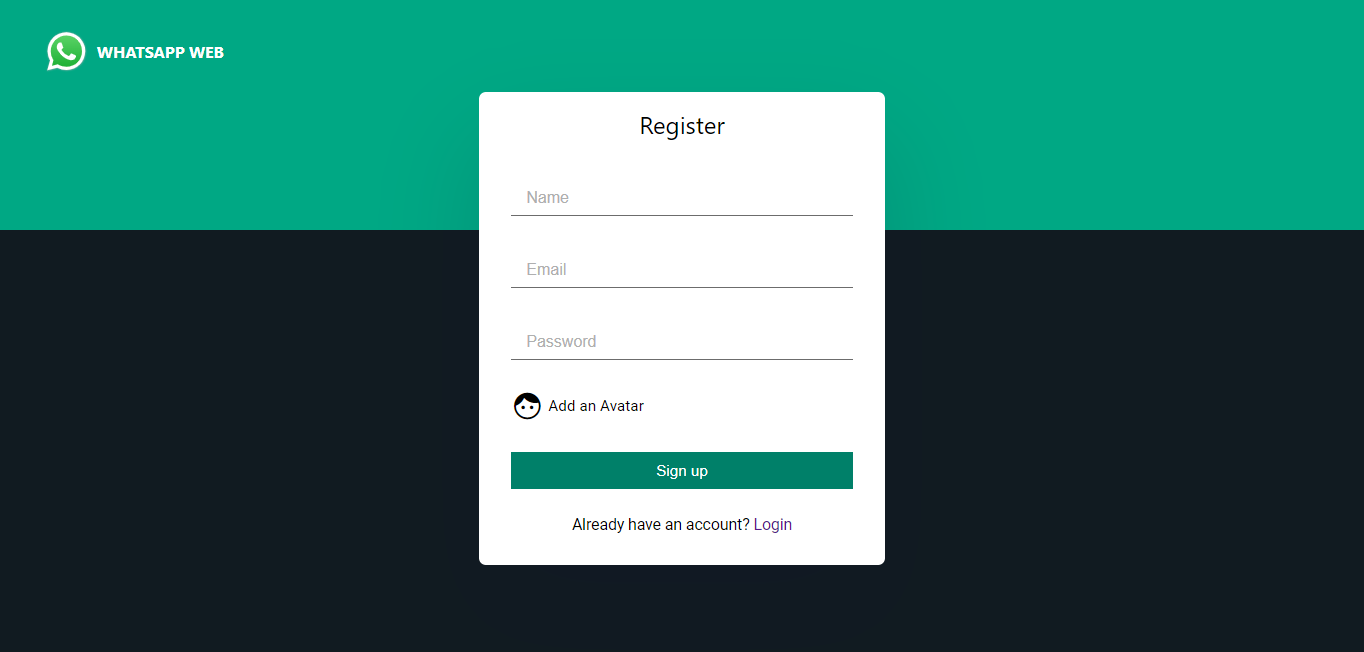 WHATSAPP WEB
Register
Name
Email
Password
Add an Avatar
Sign up
Already have an account? Login